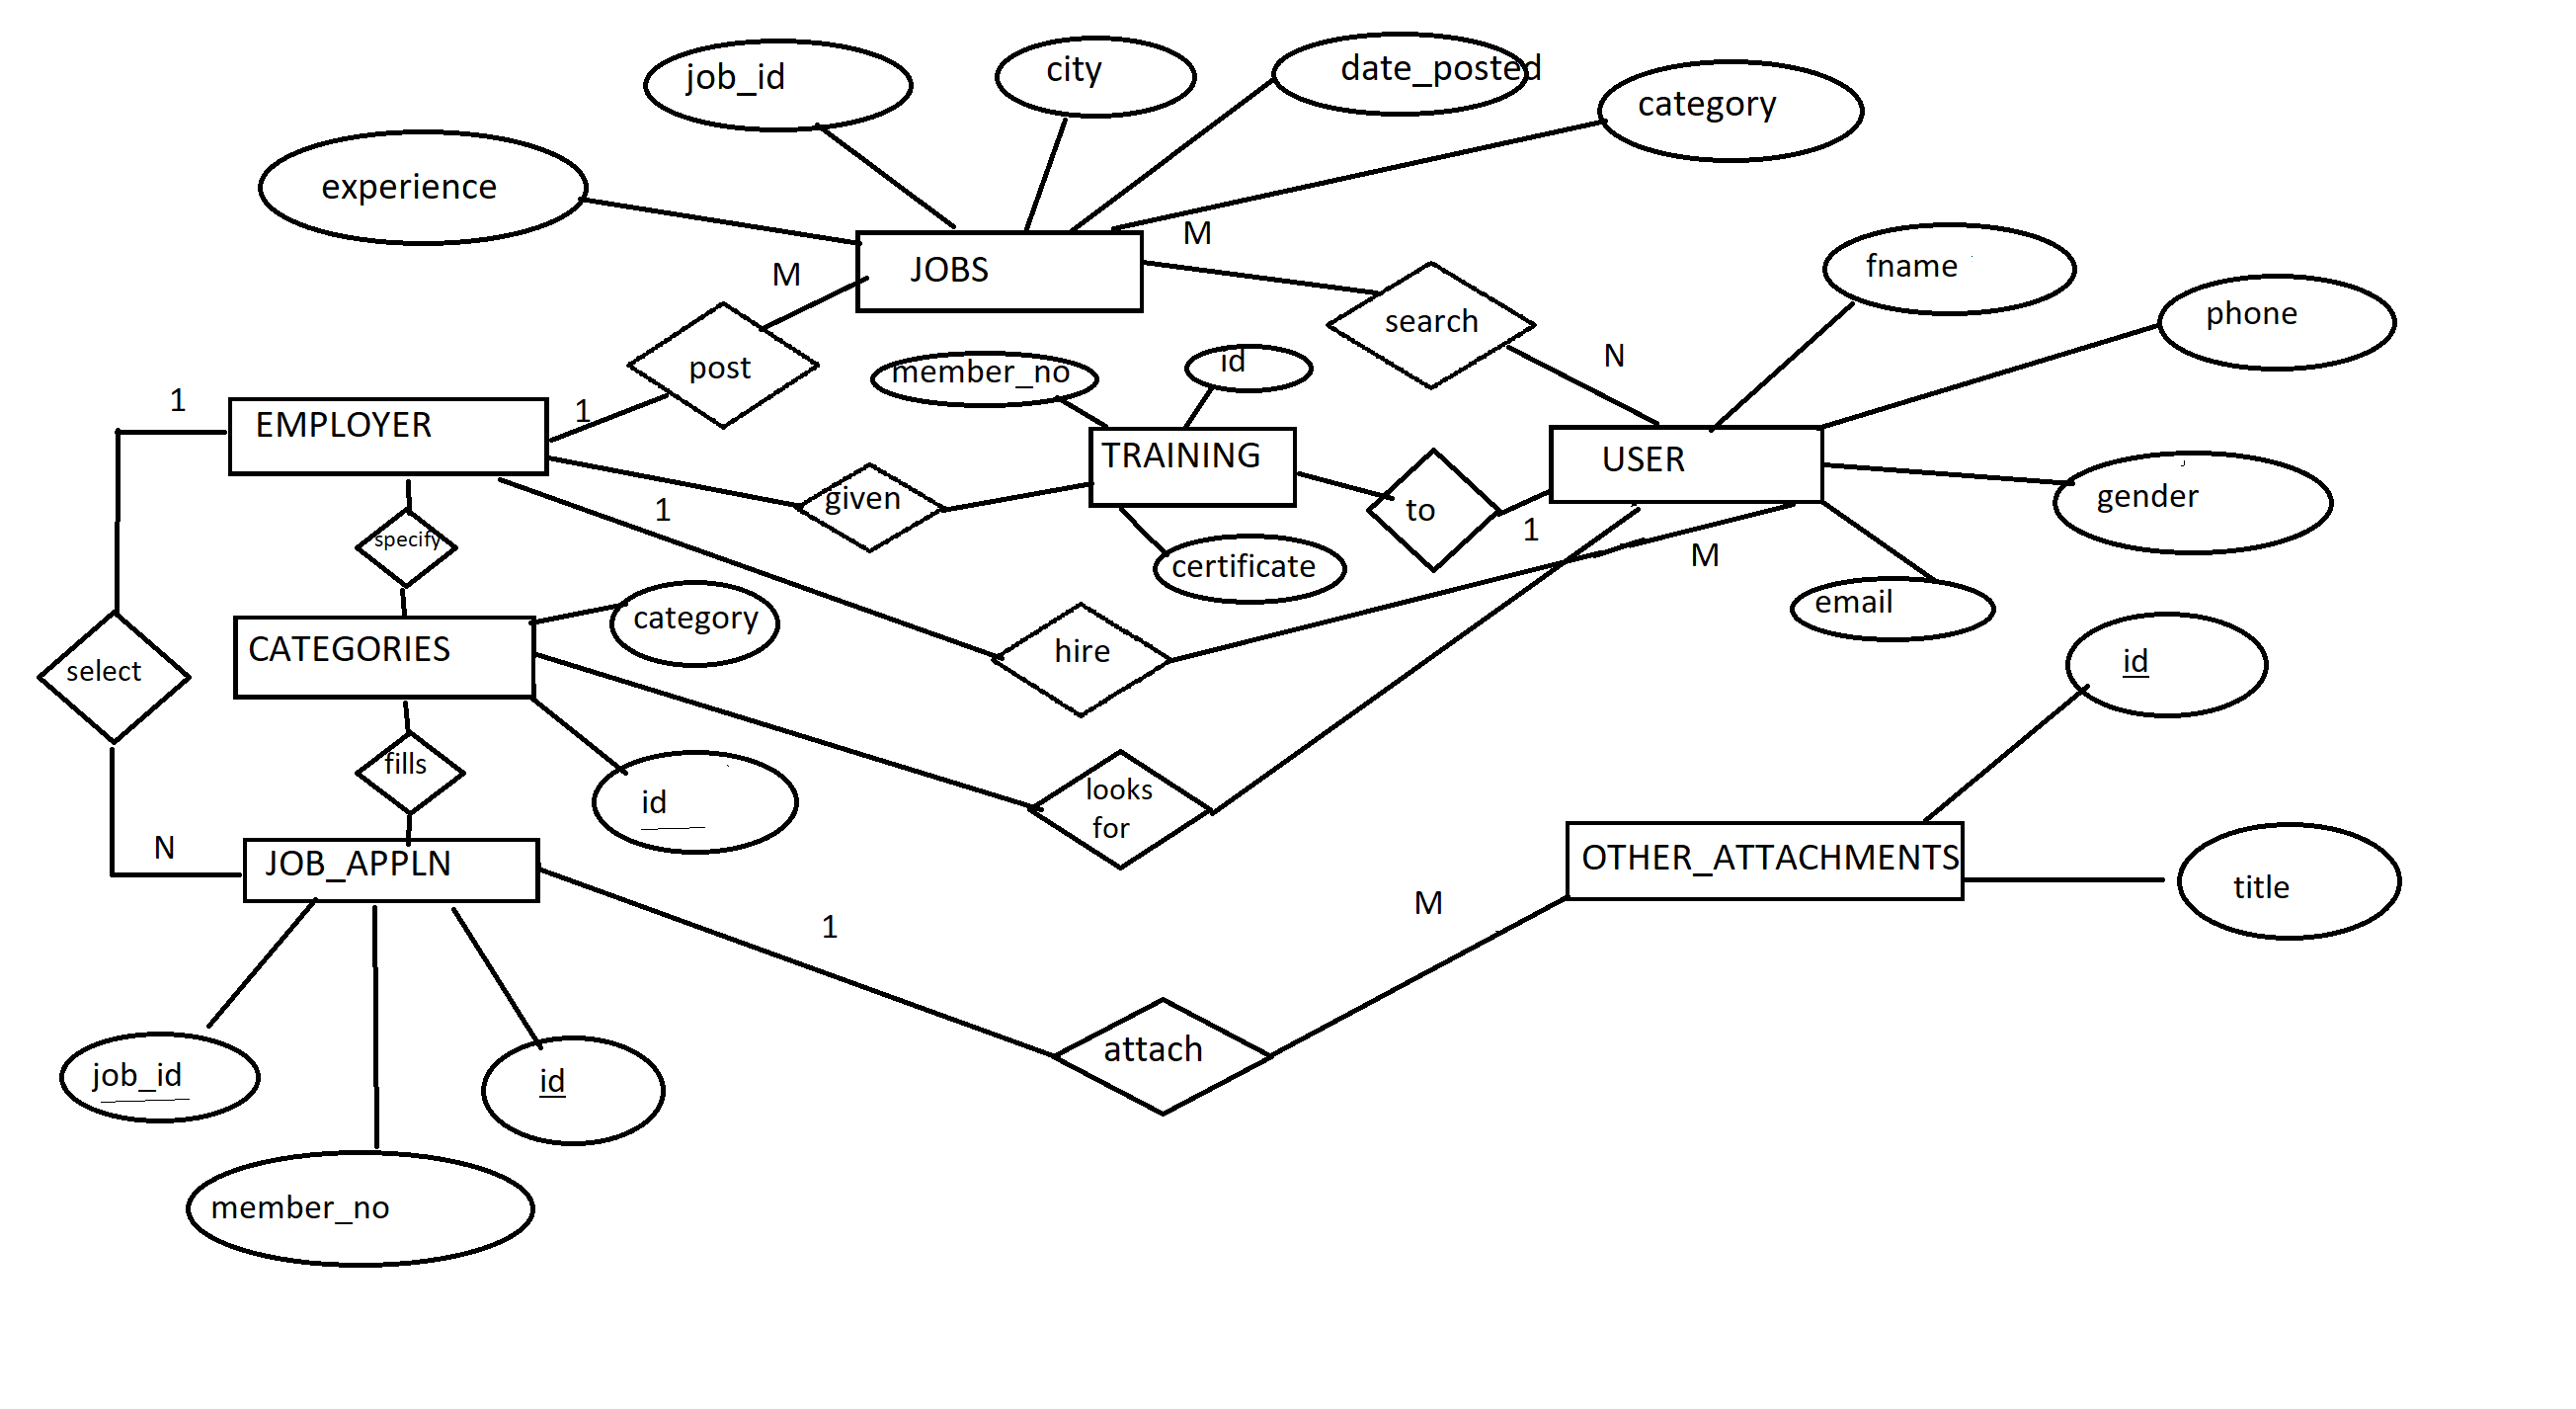 job_id
city
date_posted
category
experience
M
JOBS
M
fname
phone
search
post
member_no
id
N
1
1
EMPLOYER
TRAINING
USER
gender
given
1
to
1
specify
M
certificate
category
email
CATEGORIES
hire
id
select
fills
looks
for
id
N
JOB_APPLN
OTHER_ATTACHMENTS
title
1
M
attach
job_id
id
member_no